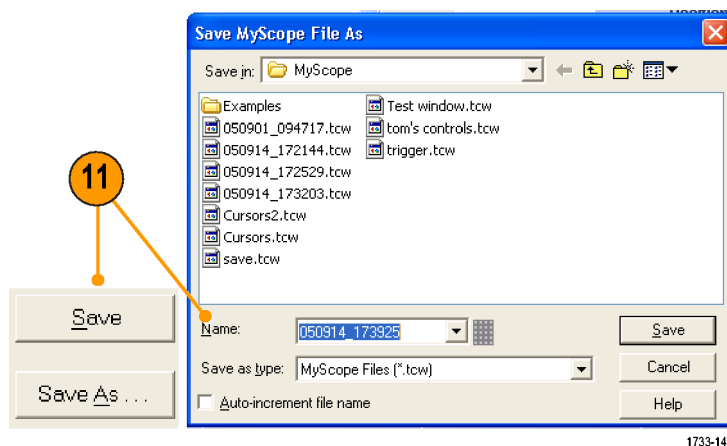 Save MyScope File As
Save in: MyScope
Examples
050901_094717.tcw
050914_172144.tcw
050914_172529.tcw
050914_173203.tcw
Cursors2.tcw
Cursors.tcw
save.tcw
Test window.tcw
tom's controls.tcw
trigger.tcw
11
Save
Save As . . .
Name: 050914_173925
Save
Save as type: MyScope Files (*.tcw)
Cancel
Auto-increment file name
Help
1733-14